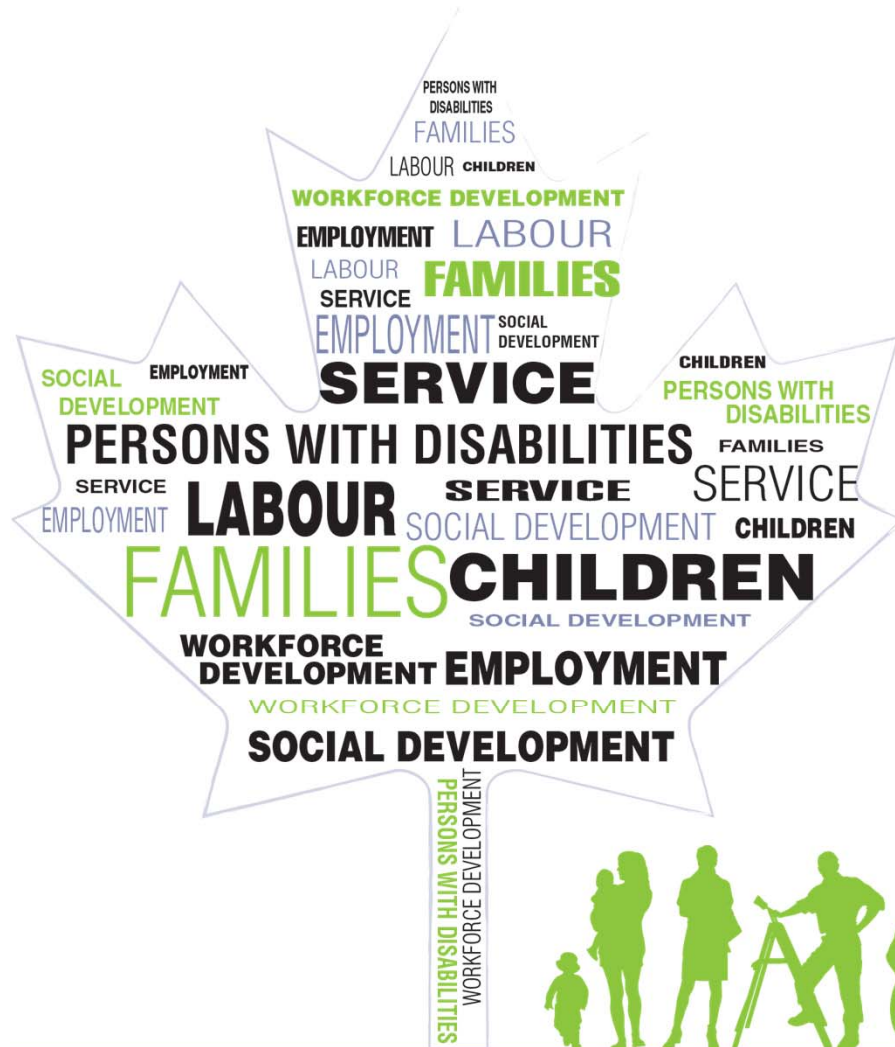 PERSONS WITH
DISABILITIES
FAMILIES
LABOUR CHILDREN
WORKFORCE DEVELOPMENT
EMPLOYMENT LABOUR
LABOUR FAMILIES
SERVICE
EMPLOYMENT SOCIAL
DEVELOPMENT
SERVICE
SOCIAL
DEVELOPMENT
EMPLOYMENT
CHILDREN
PERSONS WITH
DISABILITIES
PERSONS WITH DISABILITIES
FAMILIES
SERVICE
SERVICE
SERVICE
EMPLOYMENT
LABOUR
SOCIAL DEVELOPMENT
CHILDREN
FAMILIES CHILDREN
SOCIAL DEVELOPMENT
WORKFORCE
DEVELOPMENT EMPLOYMENT
WORKFORCE DEVELOPMENT
SOCIAL DEVELOPMENT
PERSONS WITH DISABILITIES
WORKFORCE DEVELOPMENT